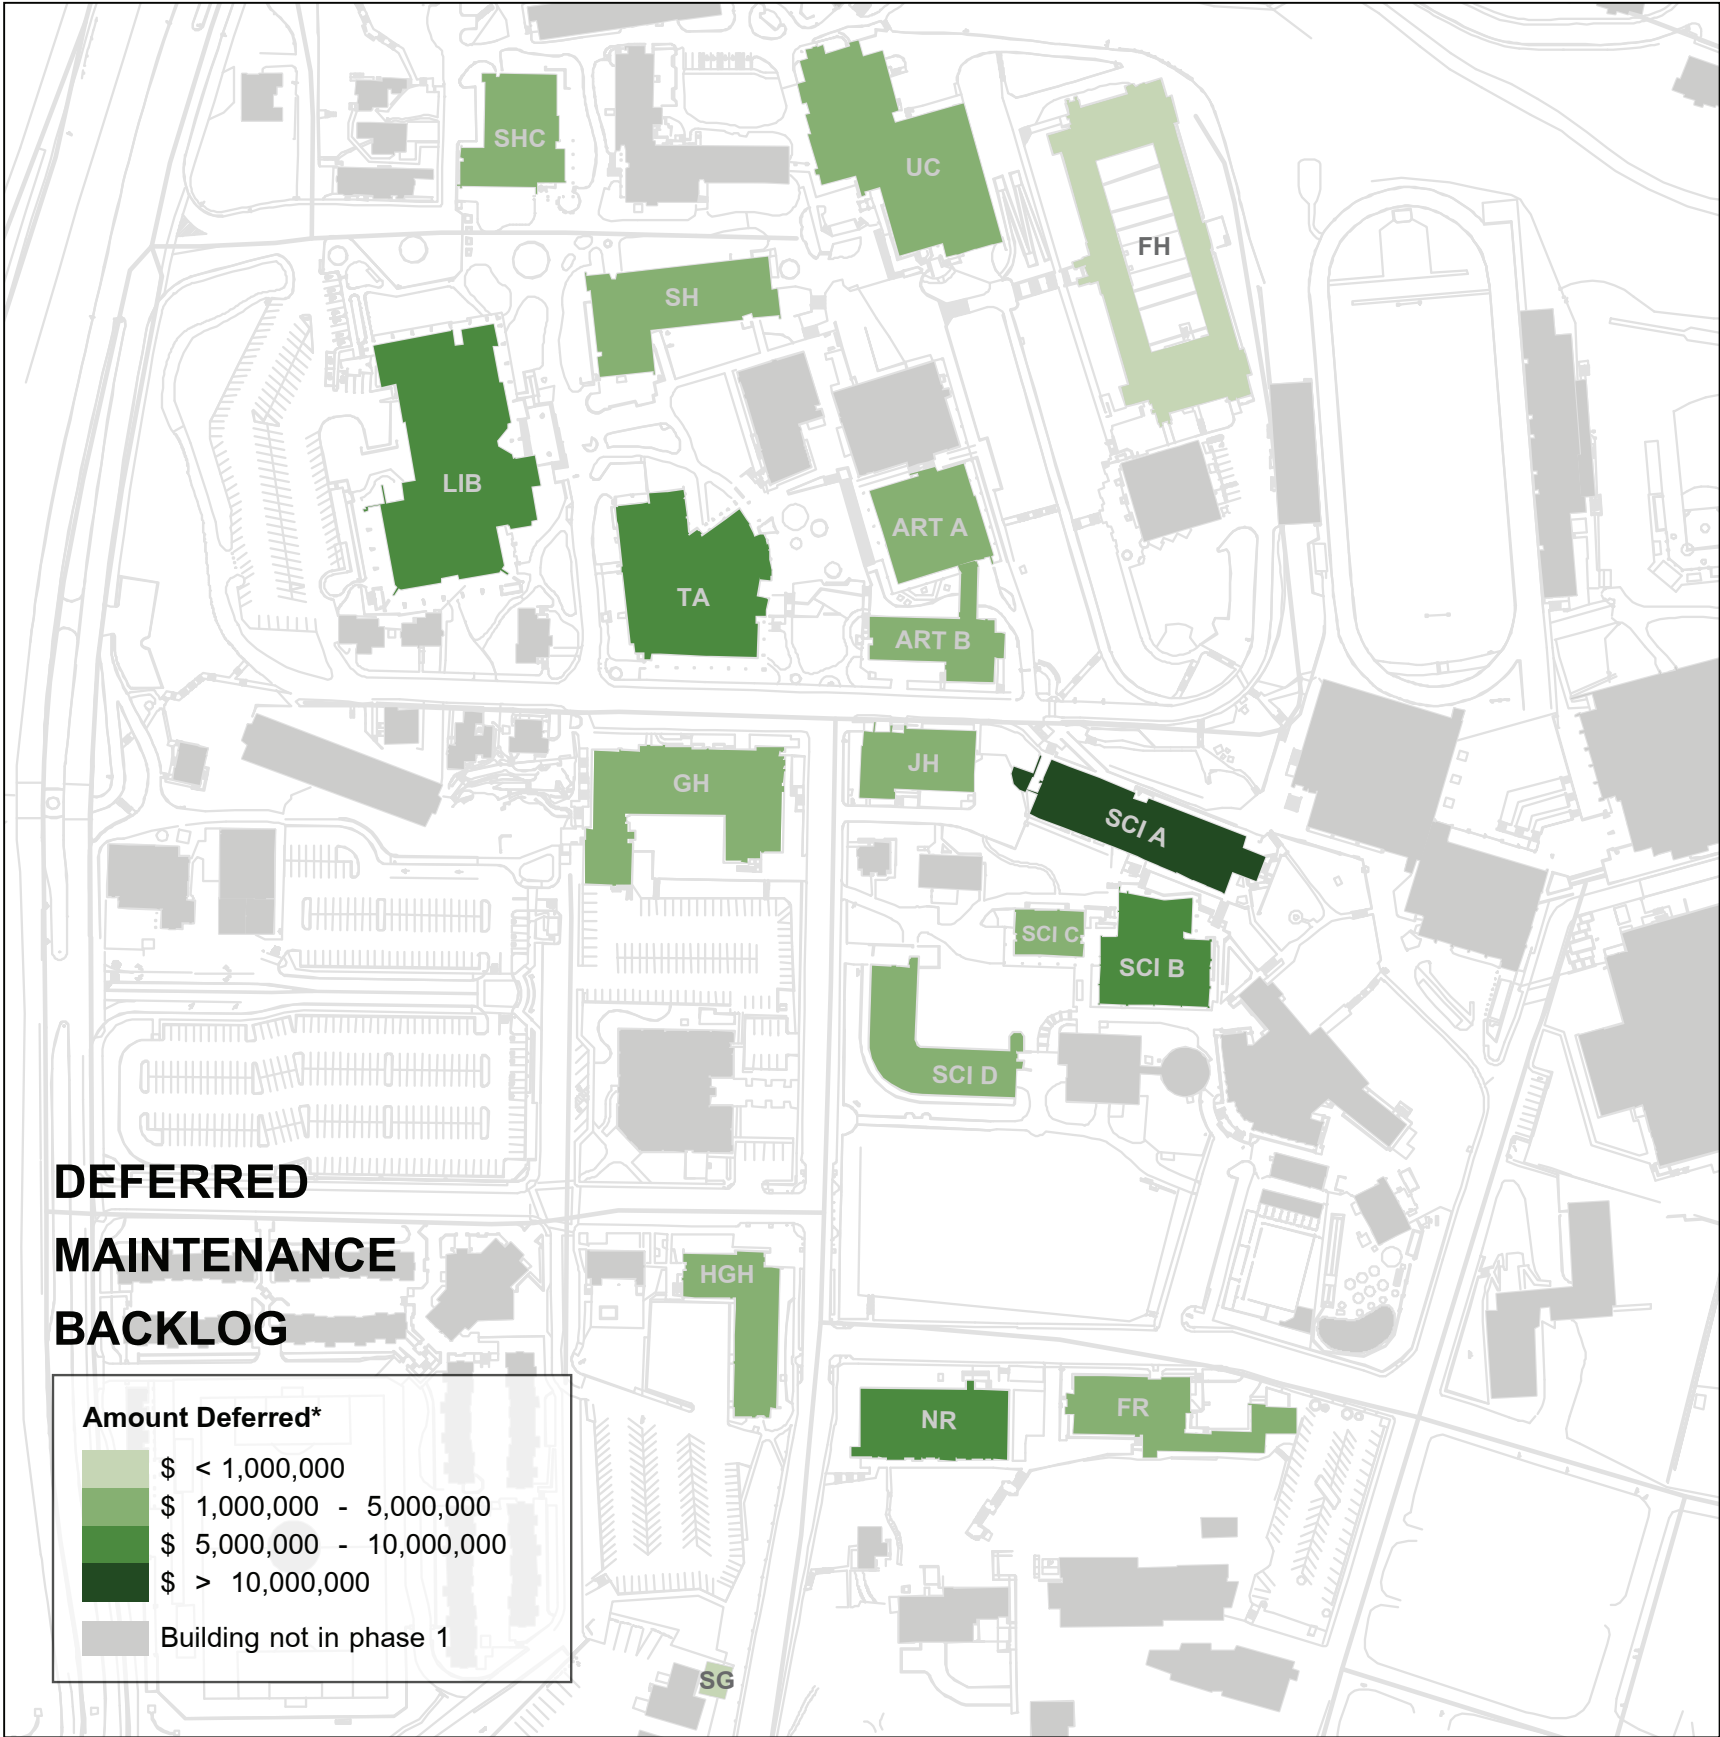 SHC
UC
FH
SH
LIB
ART A
TA
ART B
JH
GH
SCI A
SCI C
SCI B
SCI D
DEFERRED
MAINTENANCE
BACKLOG
HGH
NR
FR
Amount Deferred*
$ < 1,000,000
$ 1,000,000 - 5,000,000
$ 5,000,000 - 10,000,000
$ > 10,000,000
Building not in phase 1
SG